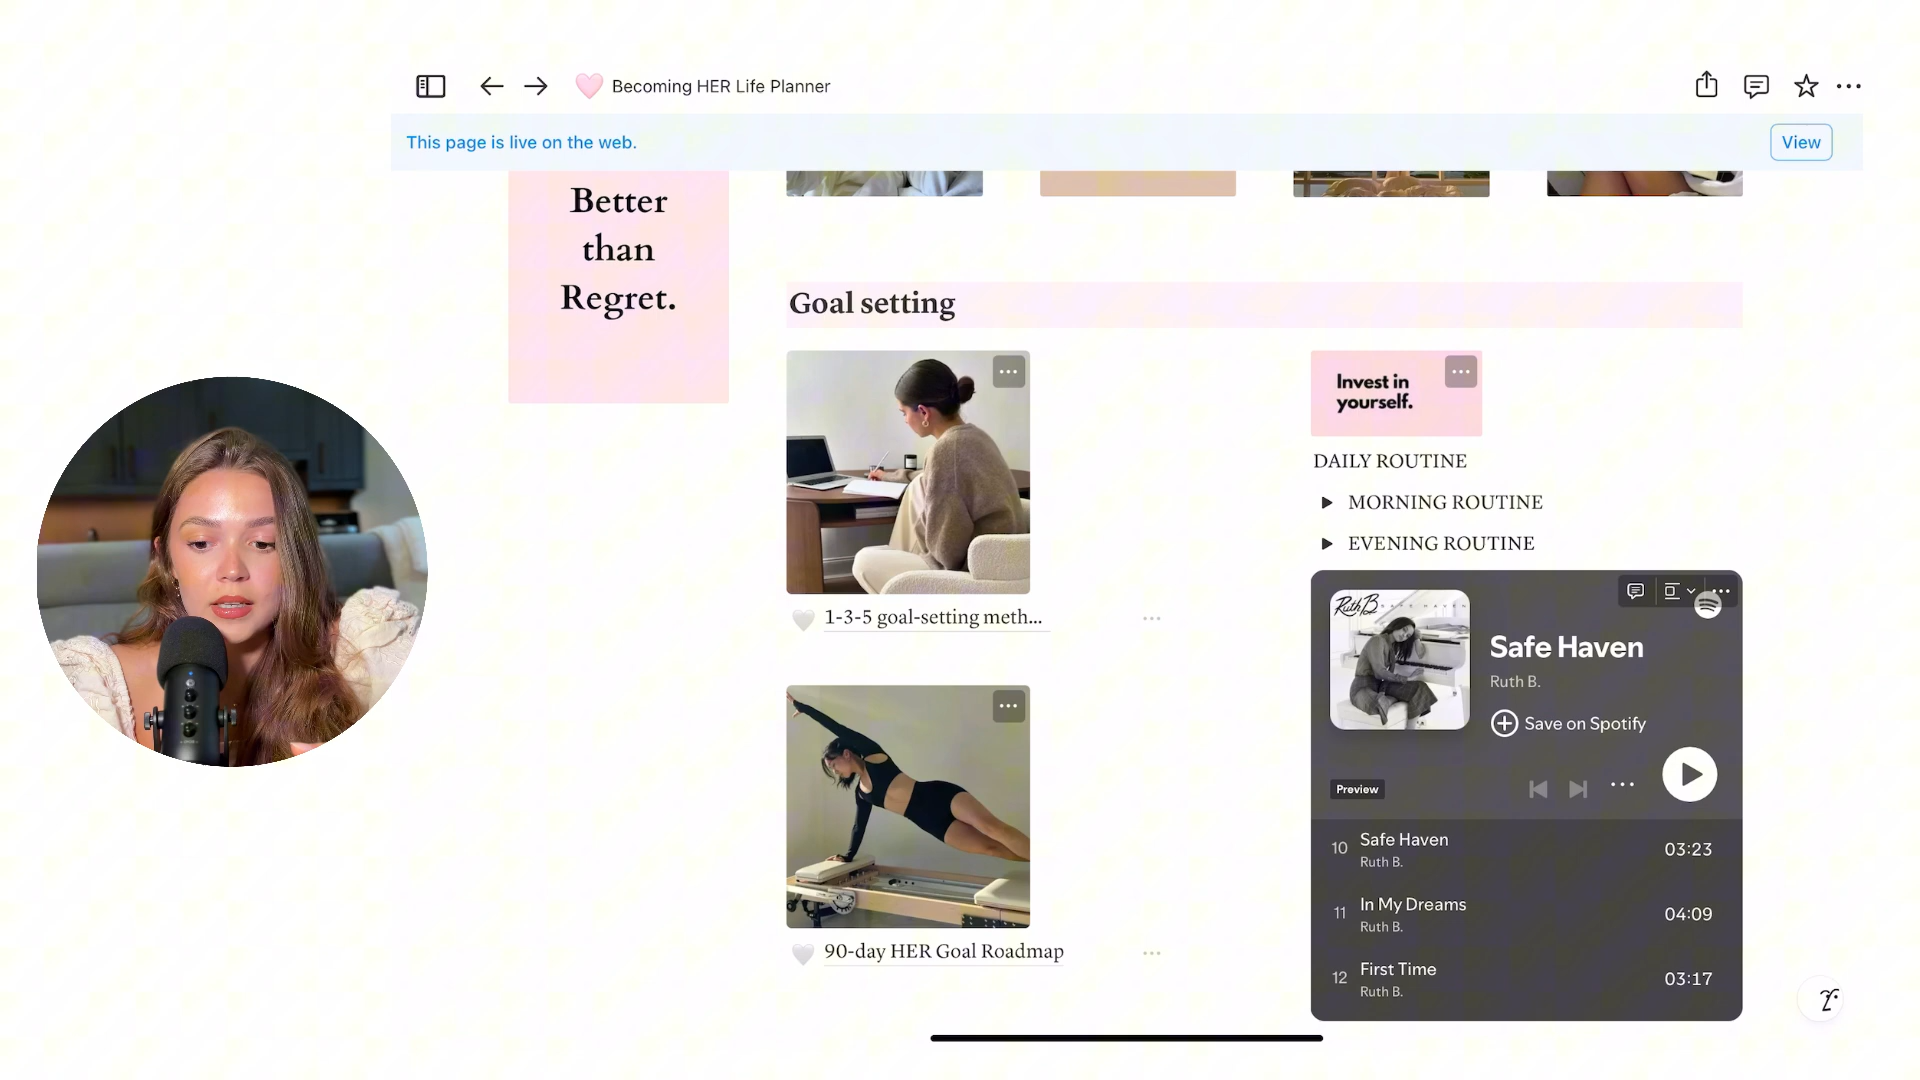 Becoming HER Life Planner
This page is live on the web.
View
Better
than
Regret.
Goal setting
Invest in
yourself.
DAILY ROUTINE
MORNING ROUTINE
EVENING ROUTINE
1-3-5 goal-setting meth...
Ruth B.
SAFE HAVEN
Safe Haven
Ruth B.
Save on Spotify
Preview
10 Safe Haven 03:23
Ruth B.
11 In My Dreams 04:09
Ruth B.
12 First Time 03:17
Ruth B.
90-day HER Goal Roadmap